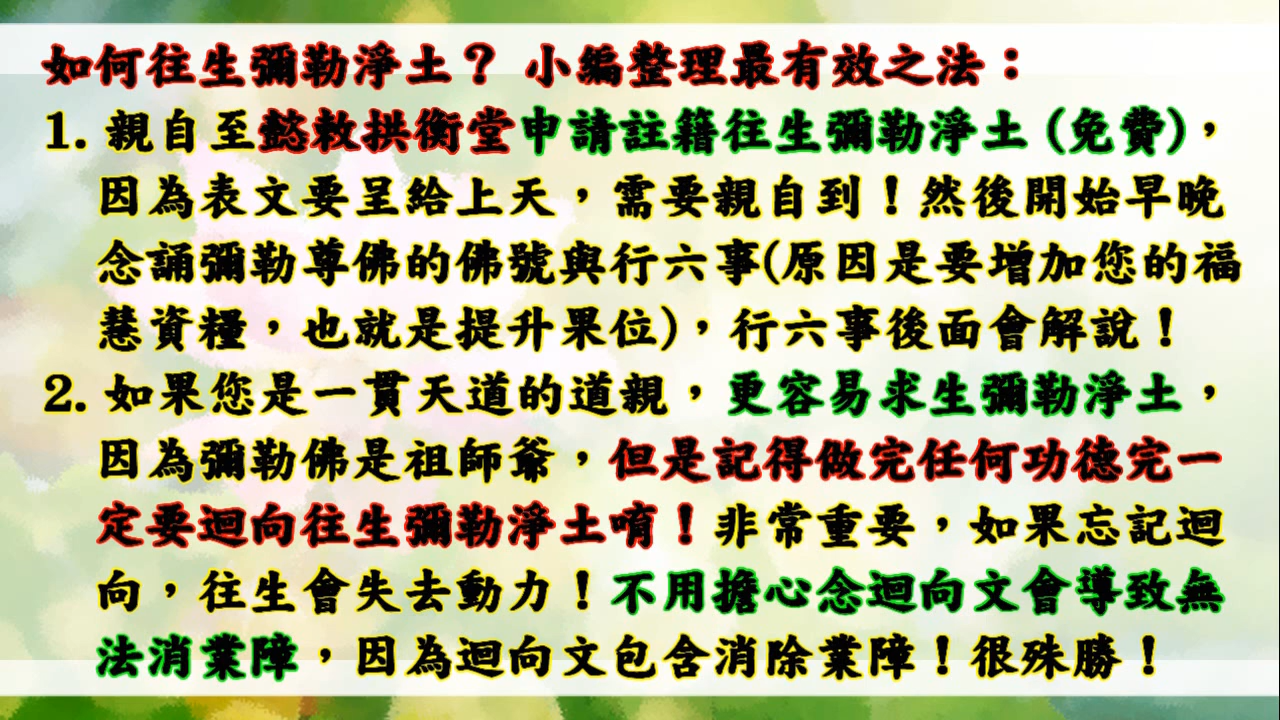 如何往生彌勒淨土？ 小編整理最有效之法：
1. 親自至懿敕拱衡堂申請註籍往生彌勒淨土(免費)，
因為表文要呈給上天，需要親自到！然後開始早晚
念誦彌勒尊佛的佛號與行六事(原因是要增加您的福
慧資糧，也就是提升果位)，行六事後面會解說！
2. 如果您是一貫天道的道親，更容易求生彌勒淨土，
因為彌勒佛是祖師爺，但是記得做完任何功德完一
定要迴向往生彌勒淨土唷！非常重要，如果忘記迴
向，往生會失去動力！不用擔心念迴向文會導致無
法消業障，因為迴向文包含消除業障！很殊勝！